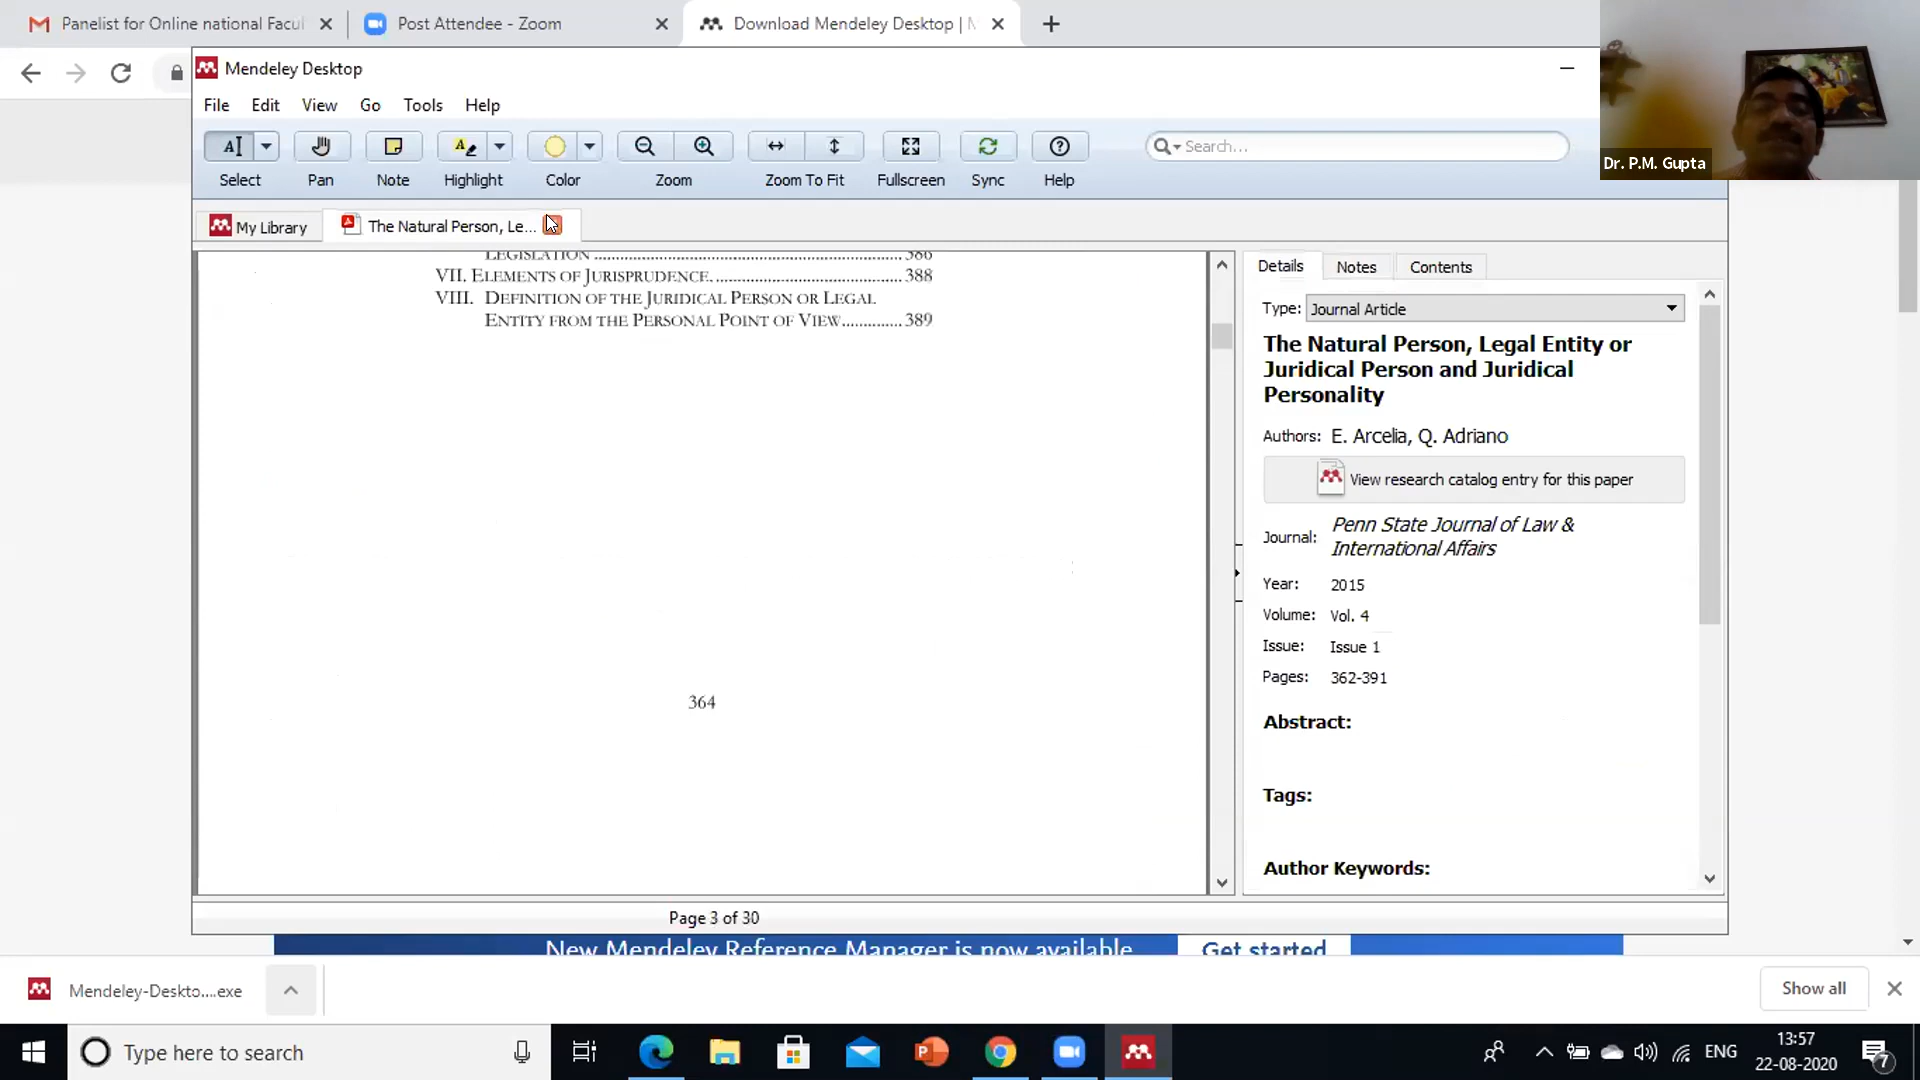 Panelist for Online national Facul
Post Attendee - Zoom
Download Mendeley Desktop | M
Mendeley Desktop
File Edit View Go Tools Help
Select Pan Note Highlight Color Zoom Zoom To Fit Fullscreen Sync Help
Search...
Dr. P.M. Gupta
My Library
The Natural Person, Le...
LEGISLATION ........ 386
VII. ELEMENTS OF JURISPRUDENCE. ........ 388
VIII. DEFINITION OF THE JURIDICAL PERSON OR LEGAL
ENTITY FROM THE PERSONAL POINT OF VIEW............. 389
364
Page 3 of 30
Details Notes Contents
Type: Journal Article
The Natural Person, Legal Entity or
Juridical Person and Juridical
Personality
Authors: E. Arcelia, Q. Adriano
View research catalog entry for this paper
Journal: Penn State Journal of Law &
International Affairs
Year: 2015
Volume: Vol. 4
Issue: Issue 1
Pages: 362-391
Abstract:
Tags:
Author Keywords:
New Mendeley Reference Manager is now available
Get started
Mendeley-Deskto....exe
Show all
Type here to search
ENG
13:57
22-08-2020
7